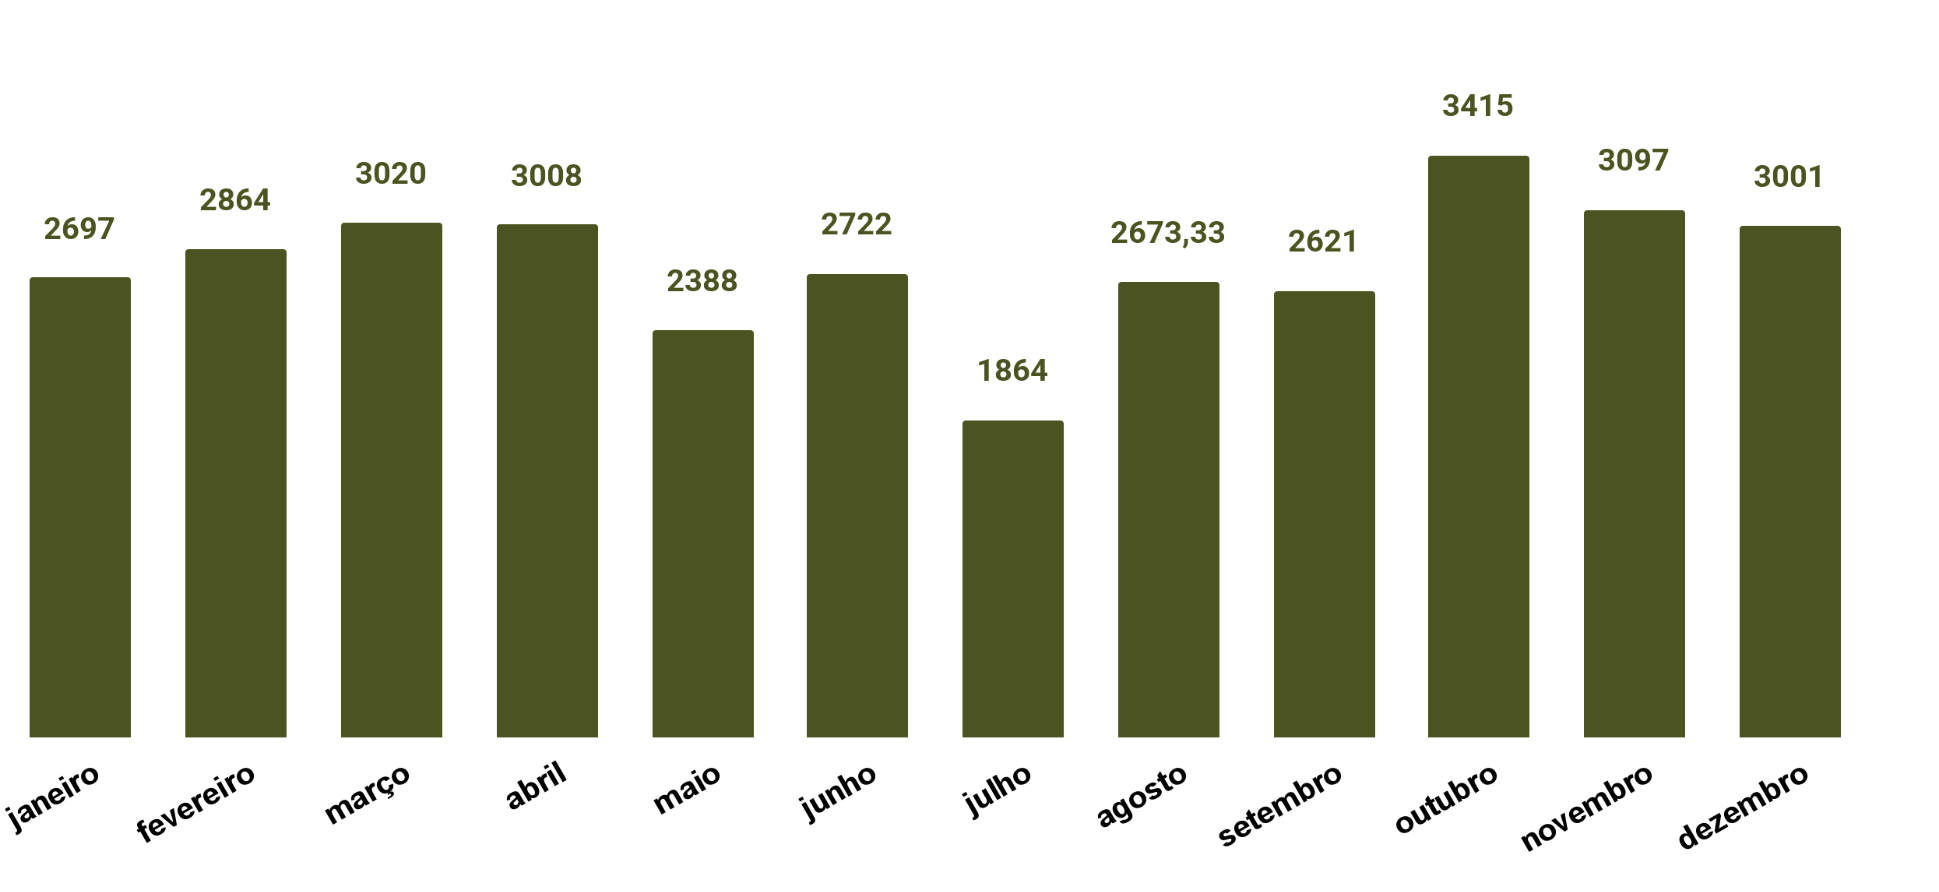 2697
2864
3020
3008
2388
2722
1864
2673,33
2621
3415
3097
3001
janeiro
fevereiro
março
abril
maio
junho
julho
agosto
setembro
outubro
novembro
dezembro